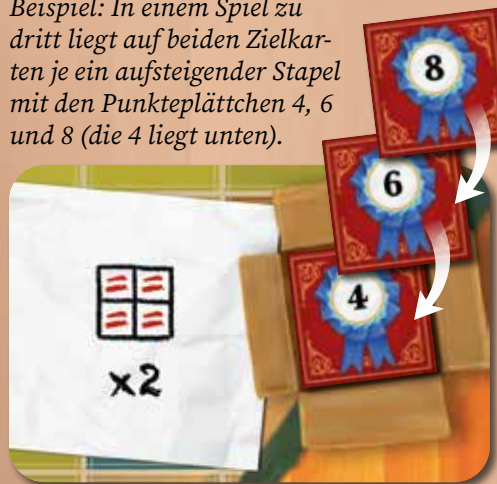 Beispiel: In einem Spiel zu
dritt liegt auf beiden Zielkar-
ten je ein aufsteigender Stapel
mit den Punkteplättchen 4, 6
und 8 (die 4 liegt unten).
8
6
4
x2